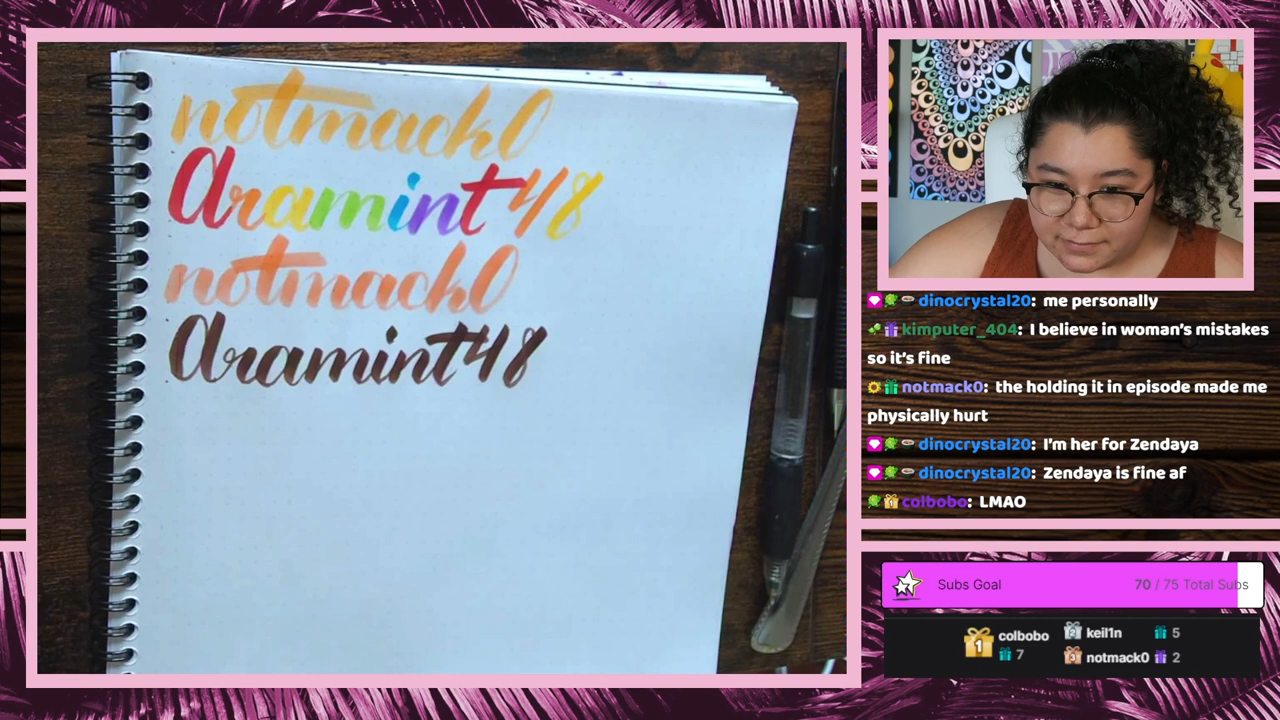 notmack0
Aramint48
notmack0
Aramint48
dinocrystal20: me personally
kimputer_404: I believe in woman's mistakes
so it's fine
notmack0: the holding it in episode made me
physically hurt
dinocrystal20: I'm her for Zendaya
dinocrystal20: Zendaya is fine af
colbobo: LMAO
Subs Goal 70 / 75 Total Subs
1 colbobo 7
2 keil1n 5
3 notmack0 2